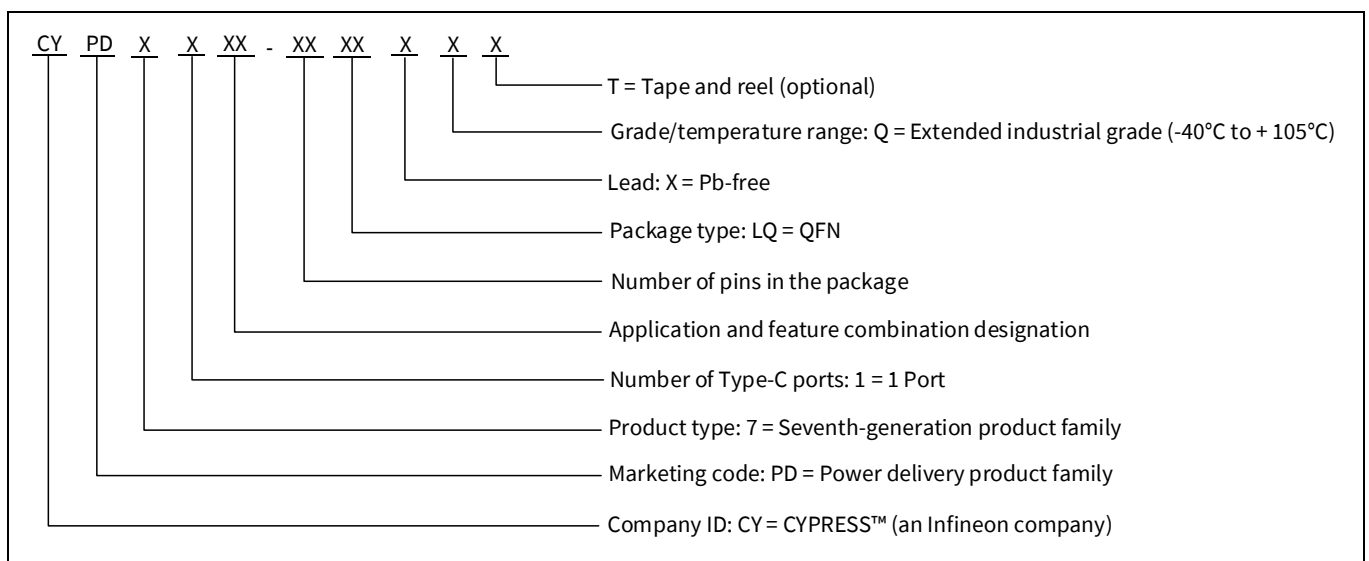 CY PD X X XX - XX XX X X X
T = Tape and reel (optional)
Grade/temperature range: Q = Extended industrial grade (-40°C to + 105°C)
Lead: X = Pb-free
Package type: LQ = QFN
Number of pins in the package
Application and feature combination designation
Number of Type-C ports: 1 = 1 Port
Product type: 7 = Seventh-generation product family
Marketing code: PD = Power delivery product family
Company ID: CY = CYPRESS™ (an Infineon company)